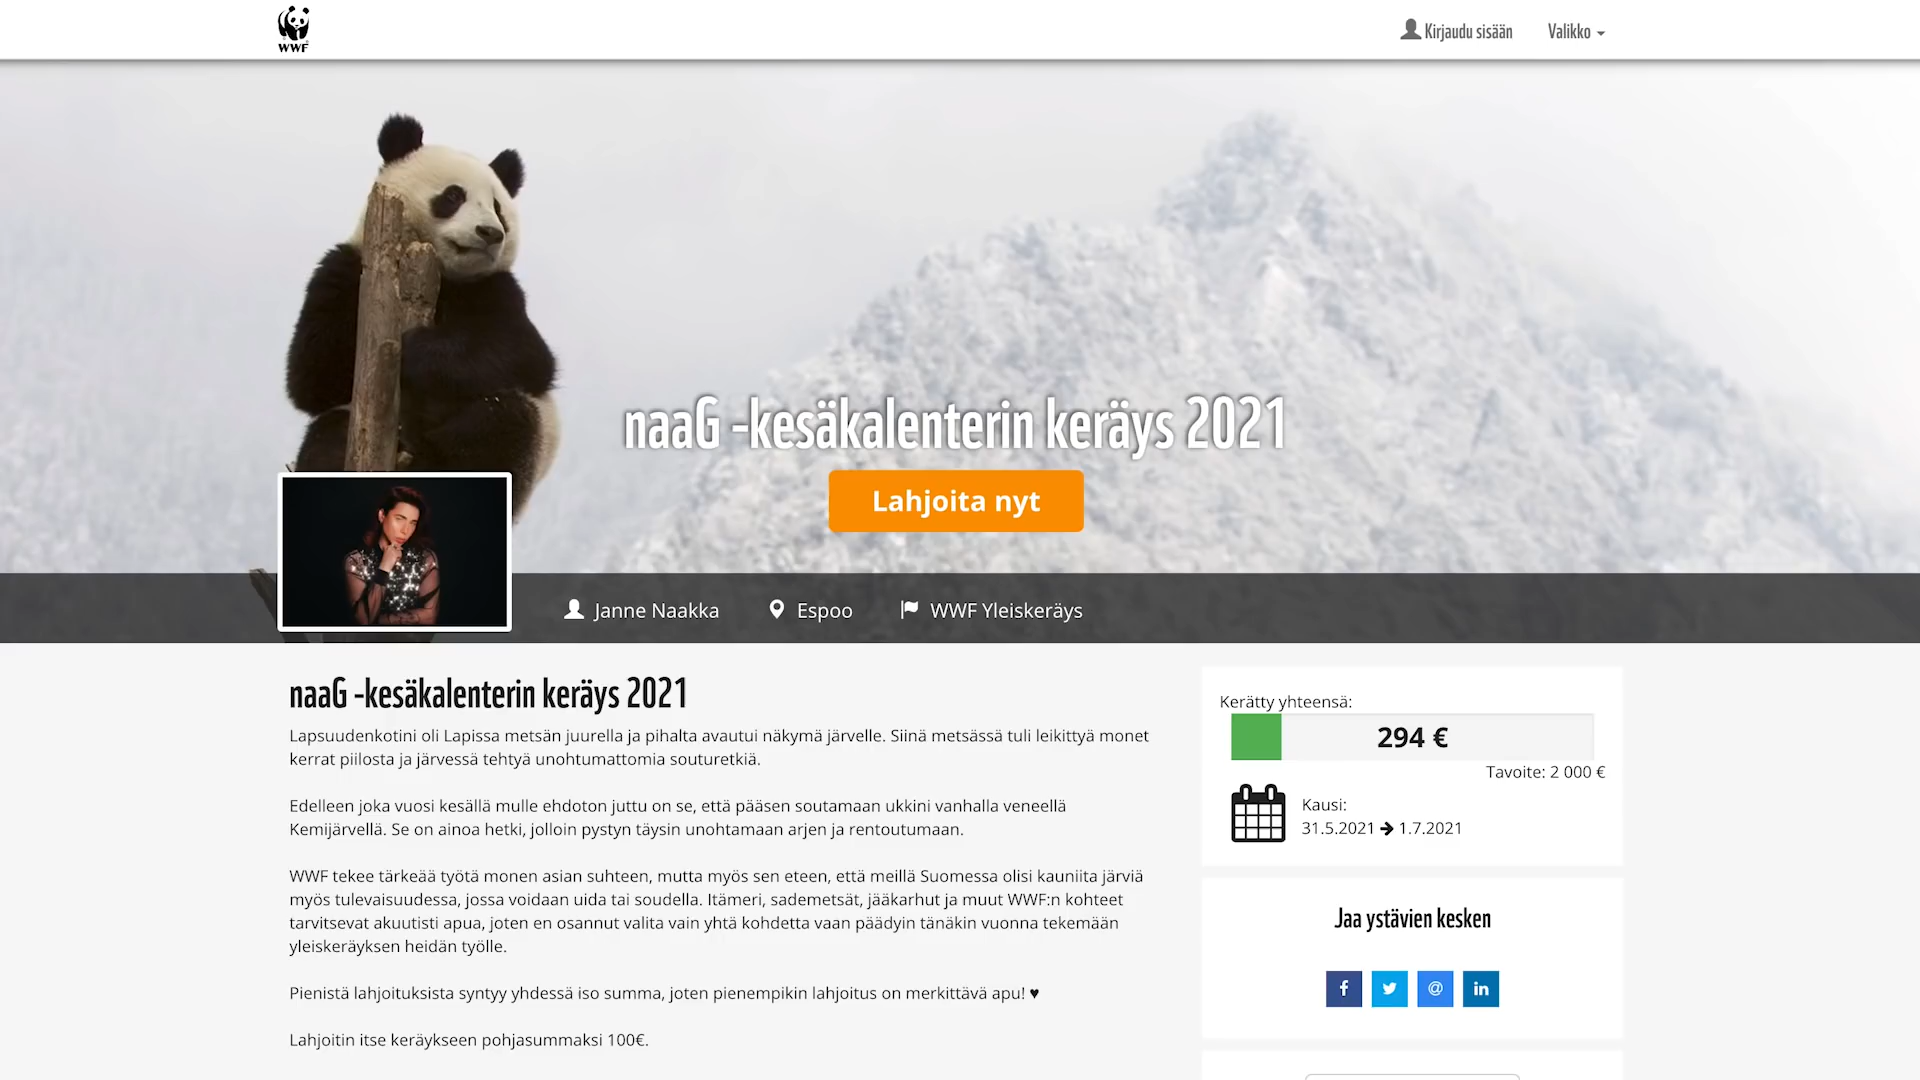 WWF
Kirjaudu sisään
Valikko
naaG -kesäkalenterin keräys 2021
Lahjoita nyt
Janne Naakka
Espoo
WWF Yleiskeräys
naaG -kesäkalenterin keräys 2021
Lapsuudenkotini oli Lapissa metsän juurella ja pihalta avautui näkymä järvelle. Siinä metsässä tuli leikittyä monet
kerrat piilosta ja järvessä tehtyä unohtumattomia souturetkiä.
Edelleen joka vuosi kesällä mulle ehdoton juttu on se, että pääsen soutamaan ukkini vanhalla veneellä
Kemijärvellä. Se on ainoa hetki, jolloin pystyn täysin unohtamaan arjen ja rentoutumaan.
WWF tekee tärkeää työtä monen asian suhteen, mutta myös sen eteen, että meillä Suomessa olisi kauniita järviä
myös tulevaisuudessa, jossa voidaan uida tai soudella. Itämeri, sademetsät, jääkarhut ja muut WWF:n kohteet
tarvitsevat akuutisti apua, joten en osannut valita vain yhtä kohdetta vaan päädyin tänäkin vuonna tekemään
yleiskeräyksen heidän työlle.
Pienistä lahjoituksista syntyy yhdessä iso summa, joten pienempikin lahjoitus on merkittävä apu! ♥
Lahjoitin itse keräykseen pohjasummaksi 100€.
Kerätty yhteensä:
294 €
Tavoite: 2 000 €
Kausi:
31.5.2021 → 1.7.2021
Jaa ystävien kesken